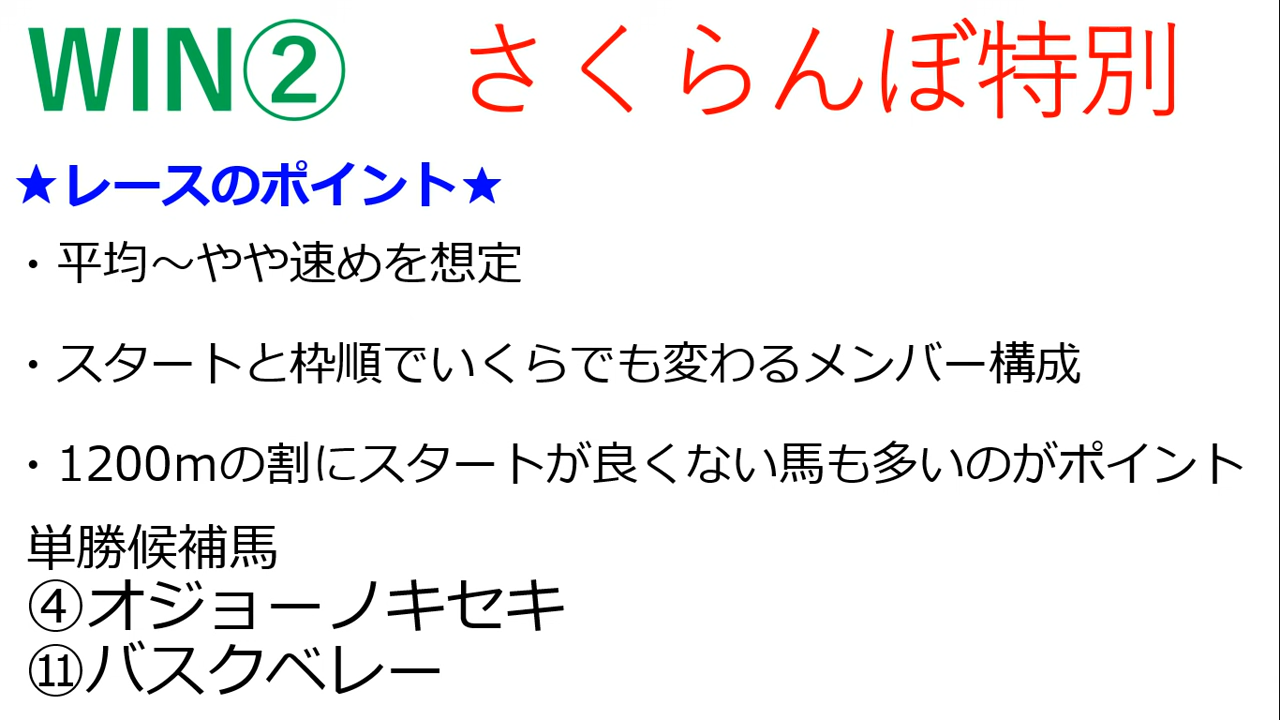 WIN② さくらんぼ特別
★レースのポイント★
・平均～やや速めを想定
・スタートと枠順でいくらでも変わるメンバー構成
・1200mの割にスタートが良くない馬も多いのがポイント
単勝候補馬
④オジョーノキセキ
⑪バスクベレー